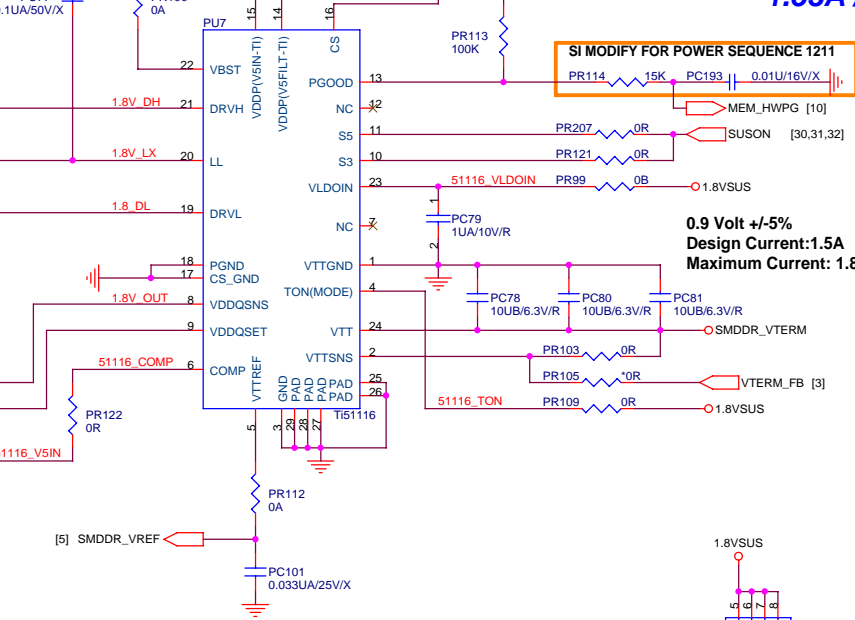 0.1UA/50V/X
0A
PU7
15
14
16
VDDP(V5IN-TI)
VDDP(V5FILT-TI)
CS
PR113
100K
SI MODIFY FOR POWER SEQUENCE 1211
PR114 15K PC193 0.01U/16V/X
MEM_HWPG [10]
22 VBST
PGOOD 13
1.8V_DH 21 DRVH
NC 12
S5 11 PR207 0R
SUSON [30,31,32]
1.8V_LX 20 LL
S3 10 PR121 0R
VLDOIN 23 51116_VLDOIN PR99 0B 1.8VSUS
1.8_DL 19 DRVL
1
PC79
1UA/10V/R
2
NC 7
0.9 Volt +/-5%
Design Current:1.5A
Maximum Current: 1.8
18 PGND
17 CS_GND
VTTGND 1
TON(MODE) 4
1.8V_OUT 8 VDDQSNS
PC78
10UB/6.3V/R
PC80
10UB/6.3V/R
PC81
10UB/6.3V/R
9 VDDQSET
VTT 24 SMDDR_VTERM
VTTSNS 2 PR103 0R
51116_COMP 6 COMP
VTTREF
GND
PAD
PAD
PAD
PAD 25
PAD 26
PR105 *0R VTERM_FB [3]
51116_TON PR109 0R 1.8VSUS
Ti51116
PR122
0R
5
3
29
28
27
51116_V5IN
PR112
0A
[5] SMDDR_VREF
PC101
0.033UA/25V/X
1.8VSUS
5
6
7
8